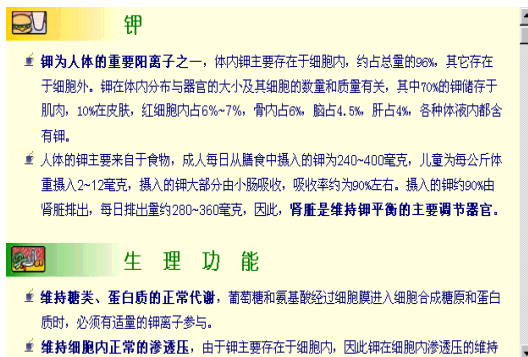 钾
钾为人体的重要阳离子之一，体内钾主要存在于细胞内，约占总量的96%，其它存在
于细胞外。钾在体内分布与器官的大小及其细胞的数量和质量有关，其中70%的钾储存于
肌肉，10%在皮肤，红细胞内占6%~7%，骨内占6%，脑占4.5%，肝占4%，各种体液内都含
有钾。
人体的钾主要来自于食物，成人每日从膳食中摄入的钾为240~400毫克，儿童为每公斤体
重摄入2~12毫克，摄入的钾大部分由小肠吸收，吸收率约为90%左右。摄入的钾约90%由
肾脏排出，每日排出量约280~360毫克，因此，肾脏是维持钾平衡的主要调节器官。
生 理 功 能
维持糖类、蛋白质的正常代谢，葡萄糖和氨基酸经过细胞膜进入细胞合成糖原和蛋白
质时，必须有适量的钾离子参与。
维持细胞内正常的渗透压，由于钾主要存在于细胞内，因此钾在细胞内渗透压的维持